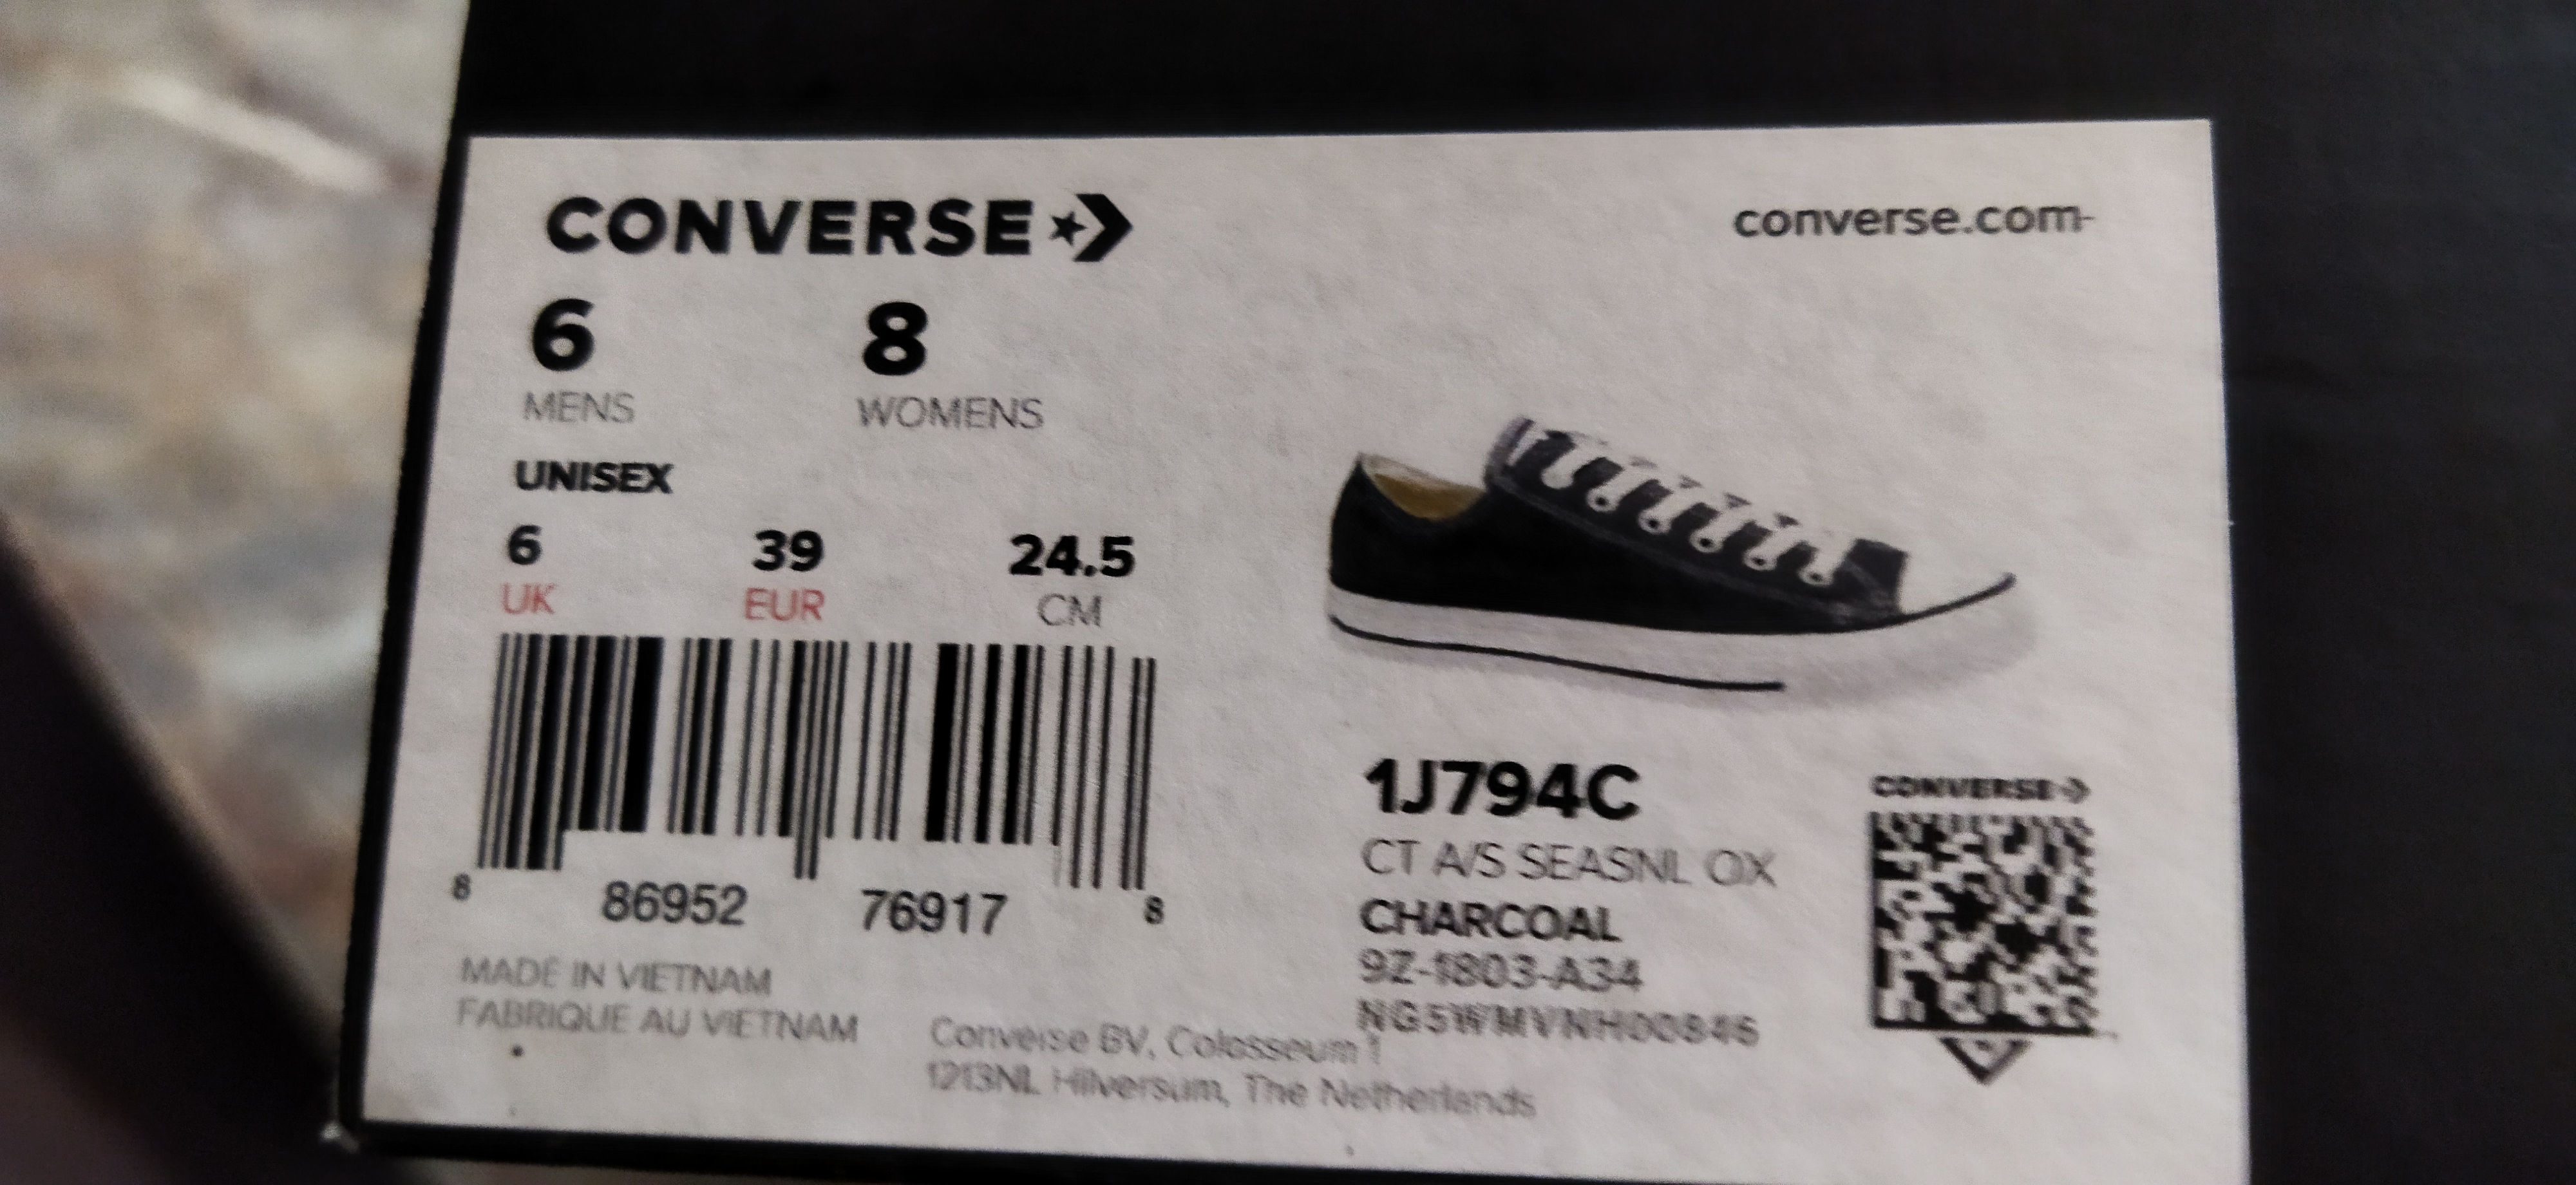 CONVERSE
converse.com
6 8
MENS WOMENS
UNISEX
6 39 24.5
UK EUR CM
8 86952 76917 8
MADE IN VIETNAM
FABRIQUE AU VIETNAM
Converse BV, Colosseum 1
1213NL Hilversum, The Netherlands
1J794C
CT A/S SEASNL OX
CHARCOAL
9Z-1803-A34
CONVERSE